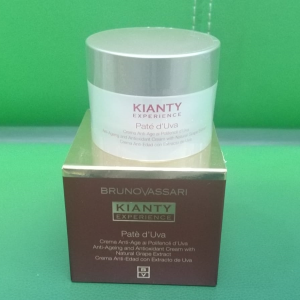 KIANTY
EXPERIENCE
Paté d'Uva
BRUNO VASSARI
KIANTY
EXPERIENCE
Paté d'Uva
Crema Anti-Age ai Polifenoli d'Uva
Anti-Ageing and Antioxidant Cream with
Natural Grape Extract
Crema Anti-Edad con Extracto de Uva
BV